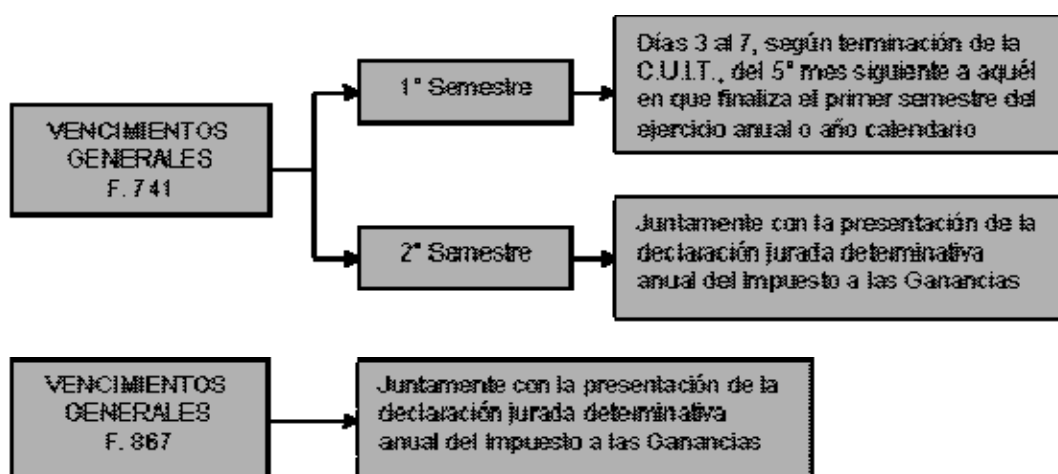 VENCIMIENTOS
GENERALES
F. 741
1° Semestre
Días 3 al 7, según terminación de la
C.U.I.T., del 5° mes siguiente a aquél
en que finaliza el primer semestre del
ejercicio anual o año calendario
2° Semestre
Juntamente con la presentación de la
declaración jurada determinativa
anual del Impuesto a las Ganancias
VENCIMIENTOS
GENERALES
F. 867
Juntamente con la presentación de la
declaración jurada determinativa
anual del Impuesto a las Ganancias